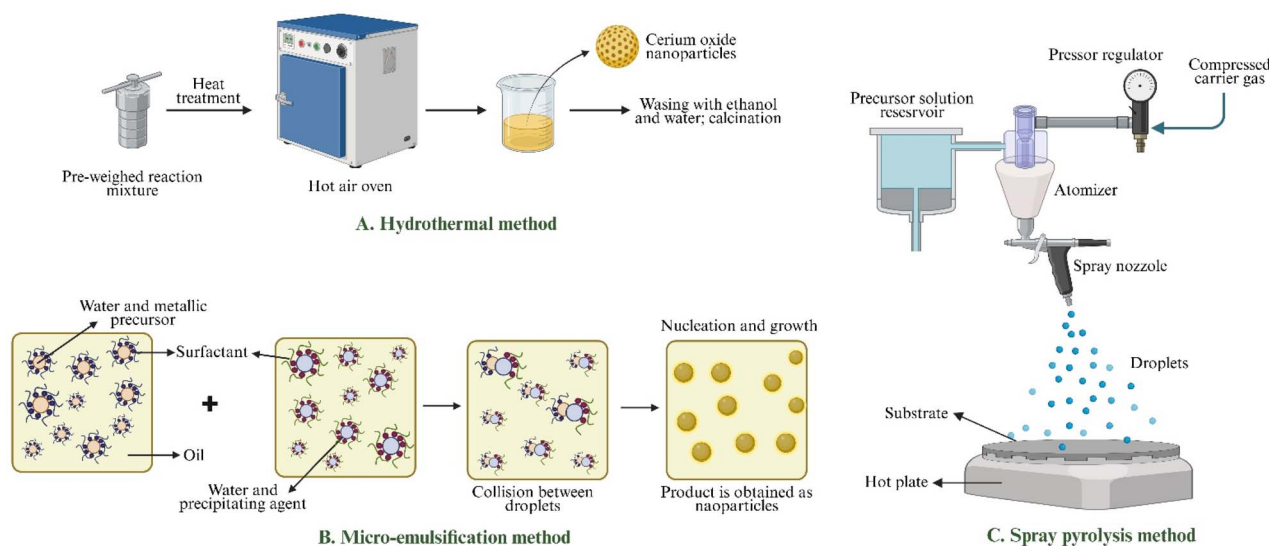 Heat
treatment
Pre-weighed reaction
mixture
Hot air oven
Cerium oxide
nanoparticles
Wasing with ethanol
and water; calcination
A. Hydrothermal method
Water and metallic
precursor
Surfactant
Oil
Water and
precipitating agent
Collision between
droplets
Nucleation and growth
Product is obtained as
naoparticles
B. Micro-emulsification method
Pressor regulator
Compressed
carrier gas
Precursor solution
resesrvoir
Atomizer
Spray nozzole
Droplets
Substrate
Hot plate
C. Spray pyrolysis method